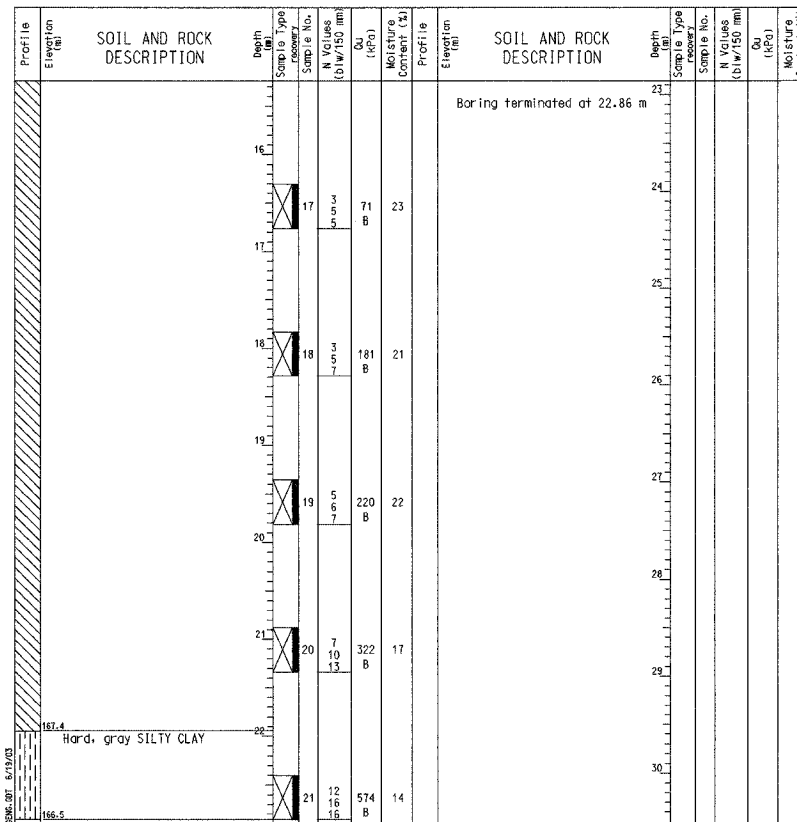 Profile
Elevation (m)
SOIL AND ROCK DESCRIPTION
Depth (m)
Sample Type recovery
Sample No.
N Values (blw/150 mm)
Qu (kPa)
Moisture Content (%)
Profile
Elevation (m)
SOIL AND ROCK DESCRIPTION
Depth (m)
Sample Type recovery
Sample No.
N Values (blw/150 mm)
Qu (kPa)
Moisture
16
17 3 71 23
5
5 B
17
18
18 3 181 21
5
7 B
19
19 5 220 22
6
7 B
20
21
20 7 322 17
10
13 B
167.4
22
Hard, gray SILTY CLAY
21 12 574 14
16
16 B
166.5
6/19/03
Boring terminated at 22.86 m
23
24
25
26
27
28
29
30